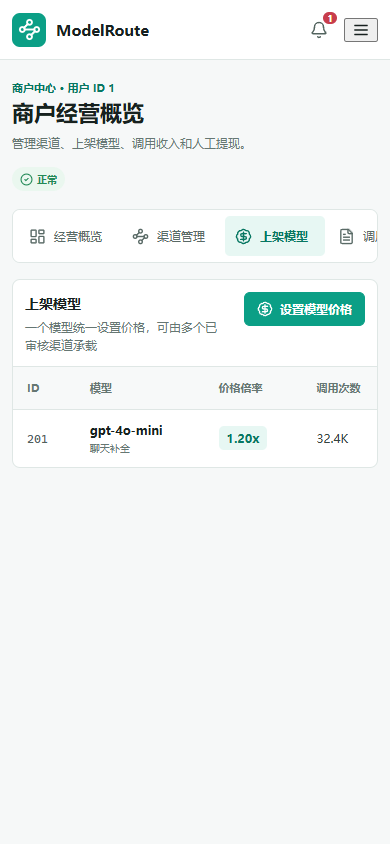 ModelRoute
1
商户中心 • 用户 ID 1
商户经营概览
管理渠道、上架模型、调用收入和人工提现。
正常
经营概览
渠道管理
上架模型
调用
上架模型
一个模型统一设置价格，可由多个已
审核渠道承载
设置模型价格
ID
模型
价格倍率
调用次数
201
gpt-4o-mini
聊天补全
1.20x
32.4K